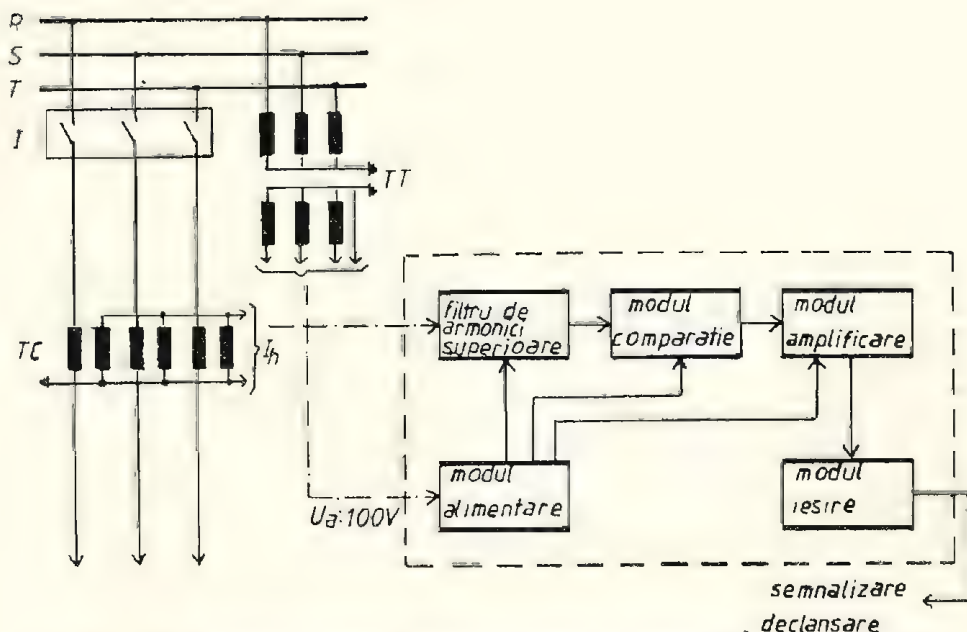 R
S
T
I
TT
TC
Ih
filtru de
armonici
superioare
modul
comparatie
modul
amplificare
modul
alimentare
modul
iesire
Ua:100V
semnalizare
declansare